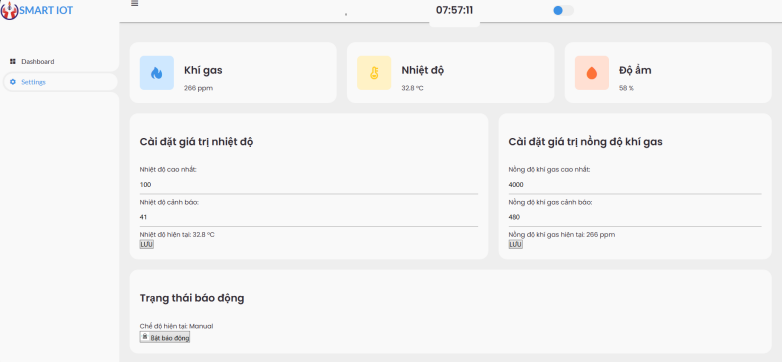 SMART IOT
07:57:11
Dashboard
Settings
Khí gas
266 ppm
Nhiệt độ
32.8 °C
Độ ẩm
58 %
Cài đặt giá trị nhiệt độ
Nhiệt độ cao nhất:
100
Nhiệt độ cảnh báo:
41
Nhiệt độ hiện tại: 32.8 °C
LƯU
Cài đặt giá trị nồng độ khí gas
Nồng độ khí gas cao nhất:
4000
Nồng độ khí gas cảnh báo:
480
Nồng độ khí gas hiện tại: 266 ppm
LƯU
Trạng thái báo động
Chế độ hiện tại: Manual
Bật báo động